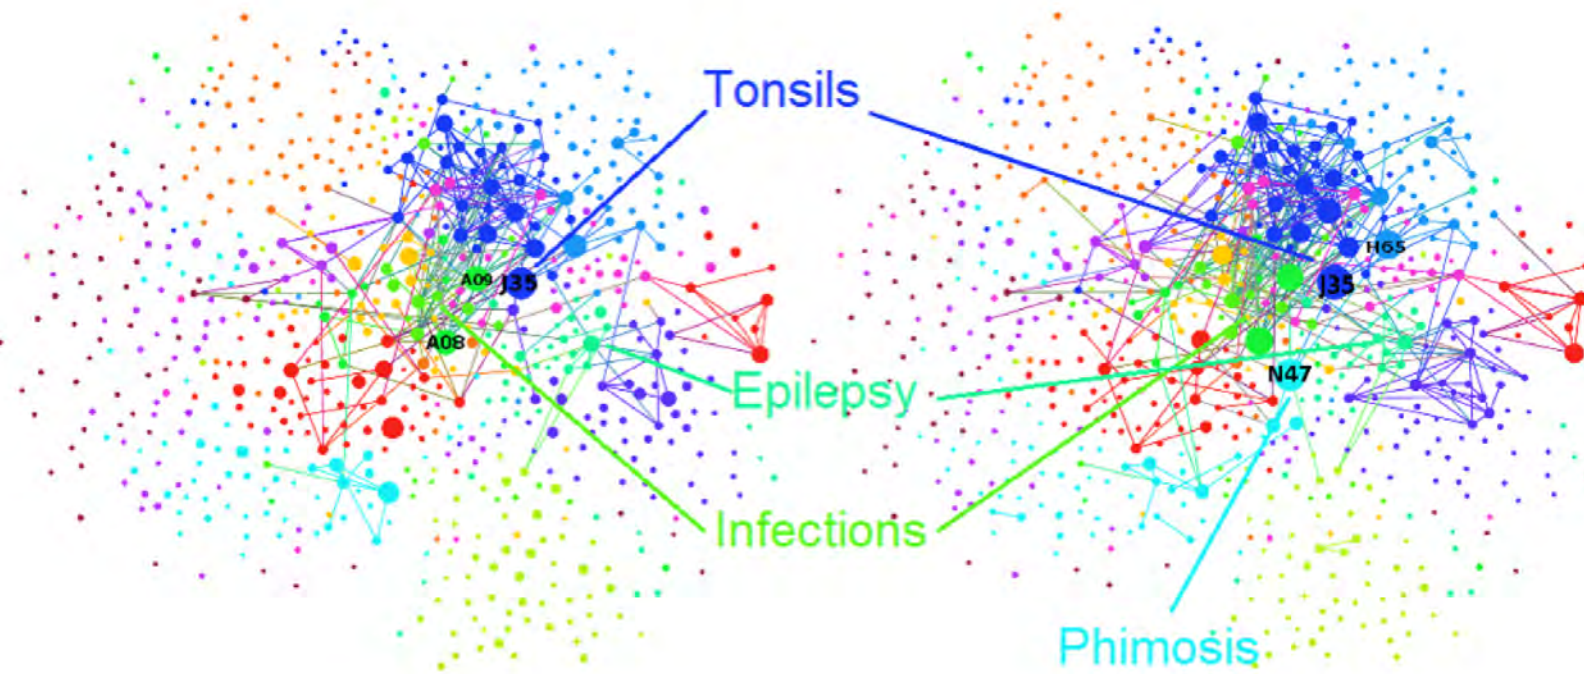 Tonsils
H65
A09
J35
J35
A08
N47
Epilepsy
Infections
Phimosis